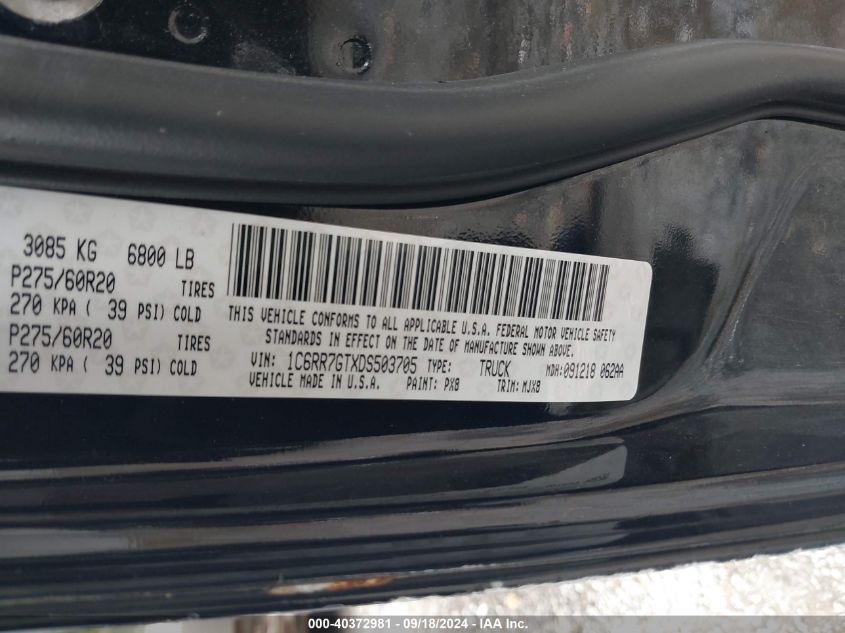 3085 KG 6800 LB
P275/60R20 TIRES
270 KPA ( 39 PSI) COLD
P275/60R20 TIRES
270 KPA ( 39 PSI) COLD
THIS VEHICLE CONFORMS TO ALL APPLICABLE U.S.A. FEDERAL MOTOR VEHICLE SAFETY
STANDARDS IN EFFECT ON THE DATE OF MANUFACTURE SHOWN ABOVE.
VIN: 1C6RR7GTXDS503705 TYPE: TRUCK MDH:091218 062AA
VEHICLE MADE IN U.S.A. PAINT: PX8 TRIM: MJX8
000-40372981 - 09/18/2024 - IAA Inc.